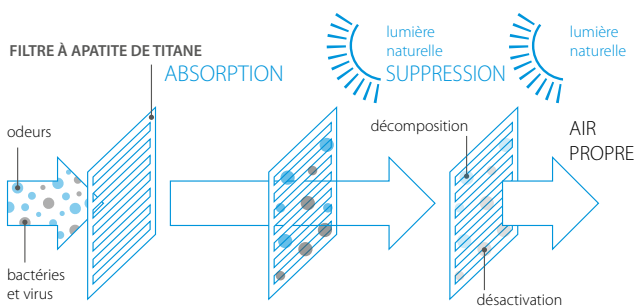 FILTRE À APATITE DE TITANE
ABSORPTION
lumière
naturelle
SUPPRESSION
lumière
naturelle
odeurs
bactéries
et virus
décomposition
désactivation
AIR
PROPRE